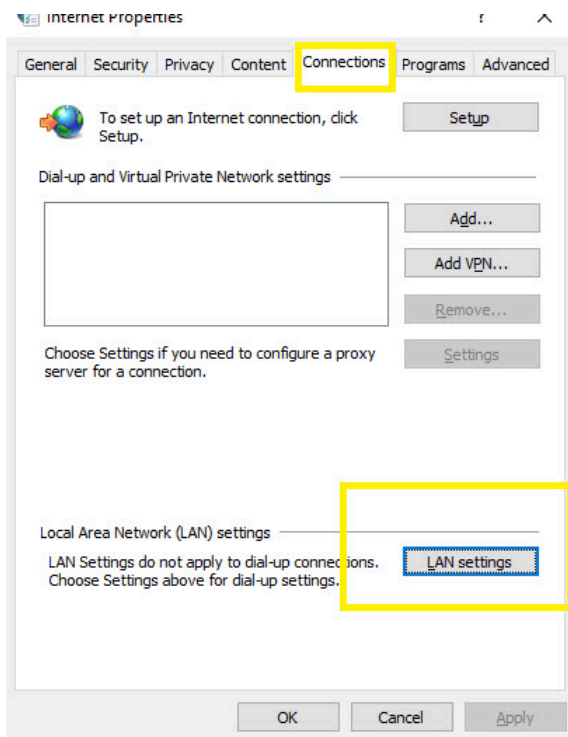 Internet Properties
? X
General Security Privacy Content Connections Programs Advanced
To set up an Internet connection, click
Setup.
Setup
Dial-up and Virtual Private Network settings
Add...
Add VPN...
Remove...
Choose Settings if you need to configure a proxy
server for a connection.
Settings
Local Area Network (LAN) settings
LAN Settings do not apply to dial-up connections.
Choose Settings above for dial-up settings.
LAN settings
OK Cancel Apply